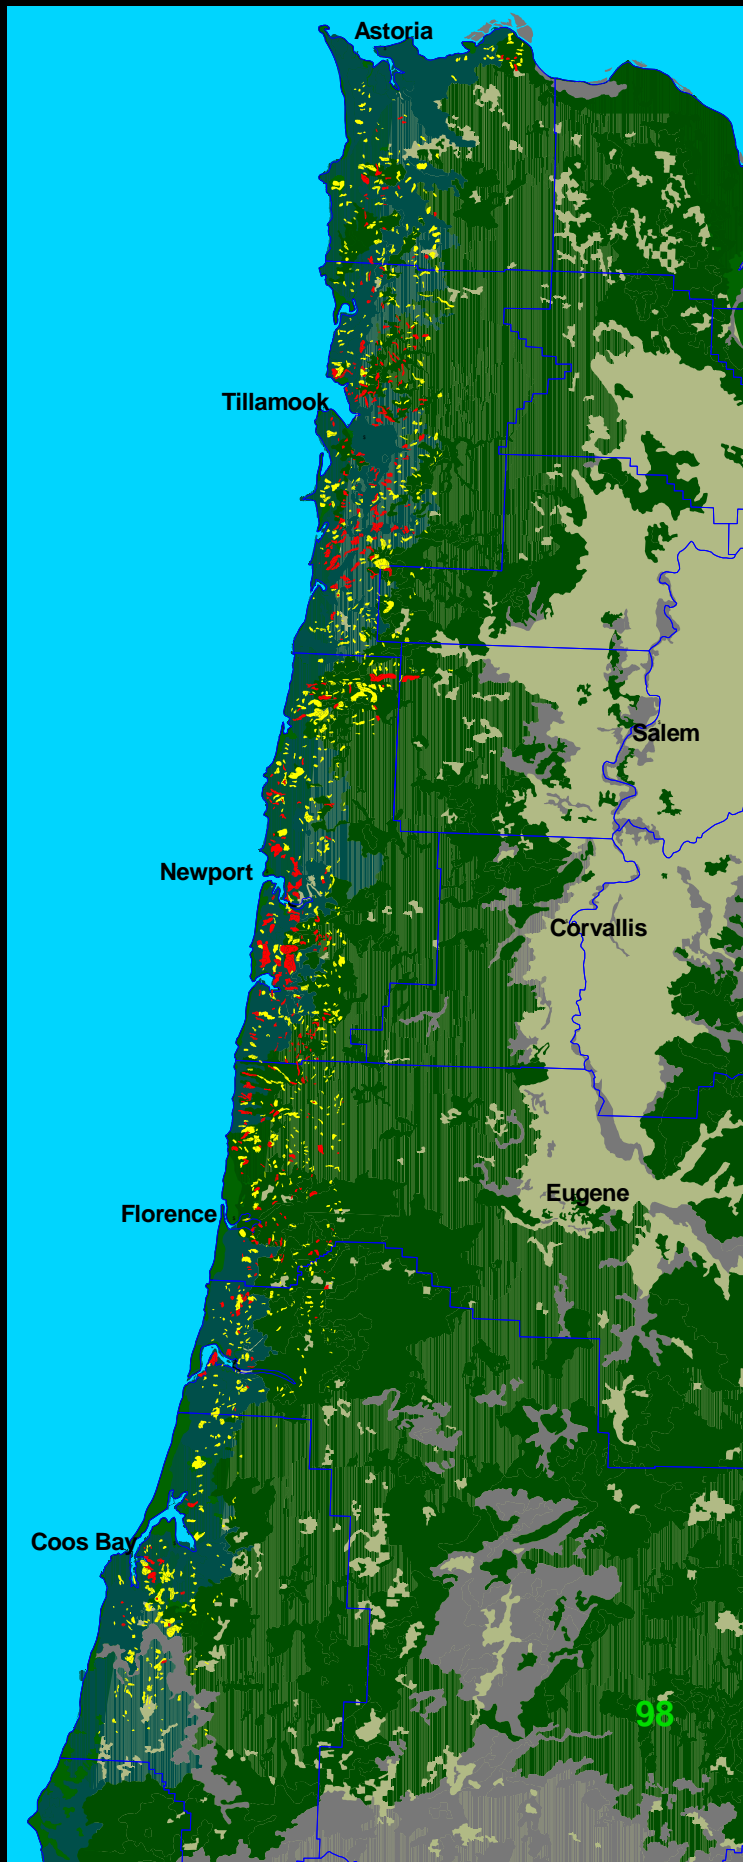 Astoria
Tillamook
Salem
Newport
Corvallis
Eugene
Florence
Coos Bay
98